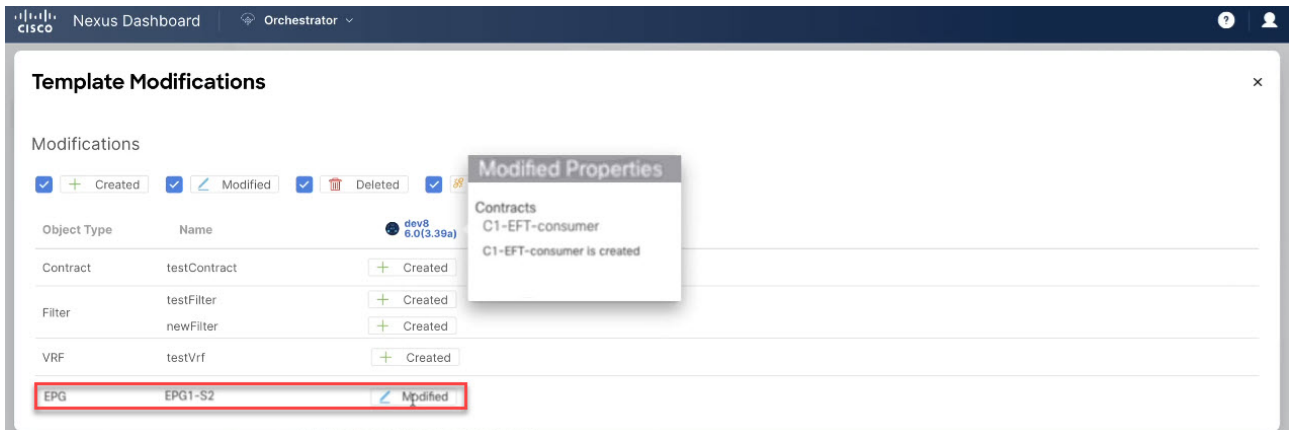 CISCO Nexus Dashboard Orchestrator ?
Template Modifications ×
Modifications
Created Modified Deleted
Object Type Name dev8
6.0(3.39a)
Contract testContract Created
Filter testFilter Created
newFilter Created
VRF testVrf Created
EPG EPG1-S2 Modified
Modified Properties
Contracts
C1-EFT-consumer
C1-EFT-consumer is created